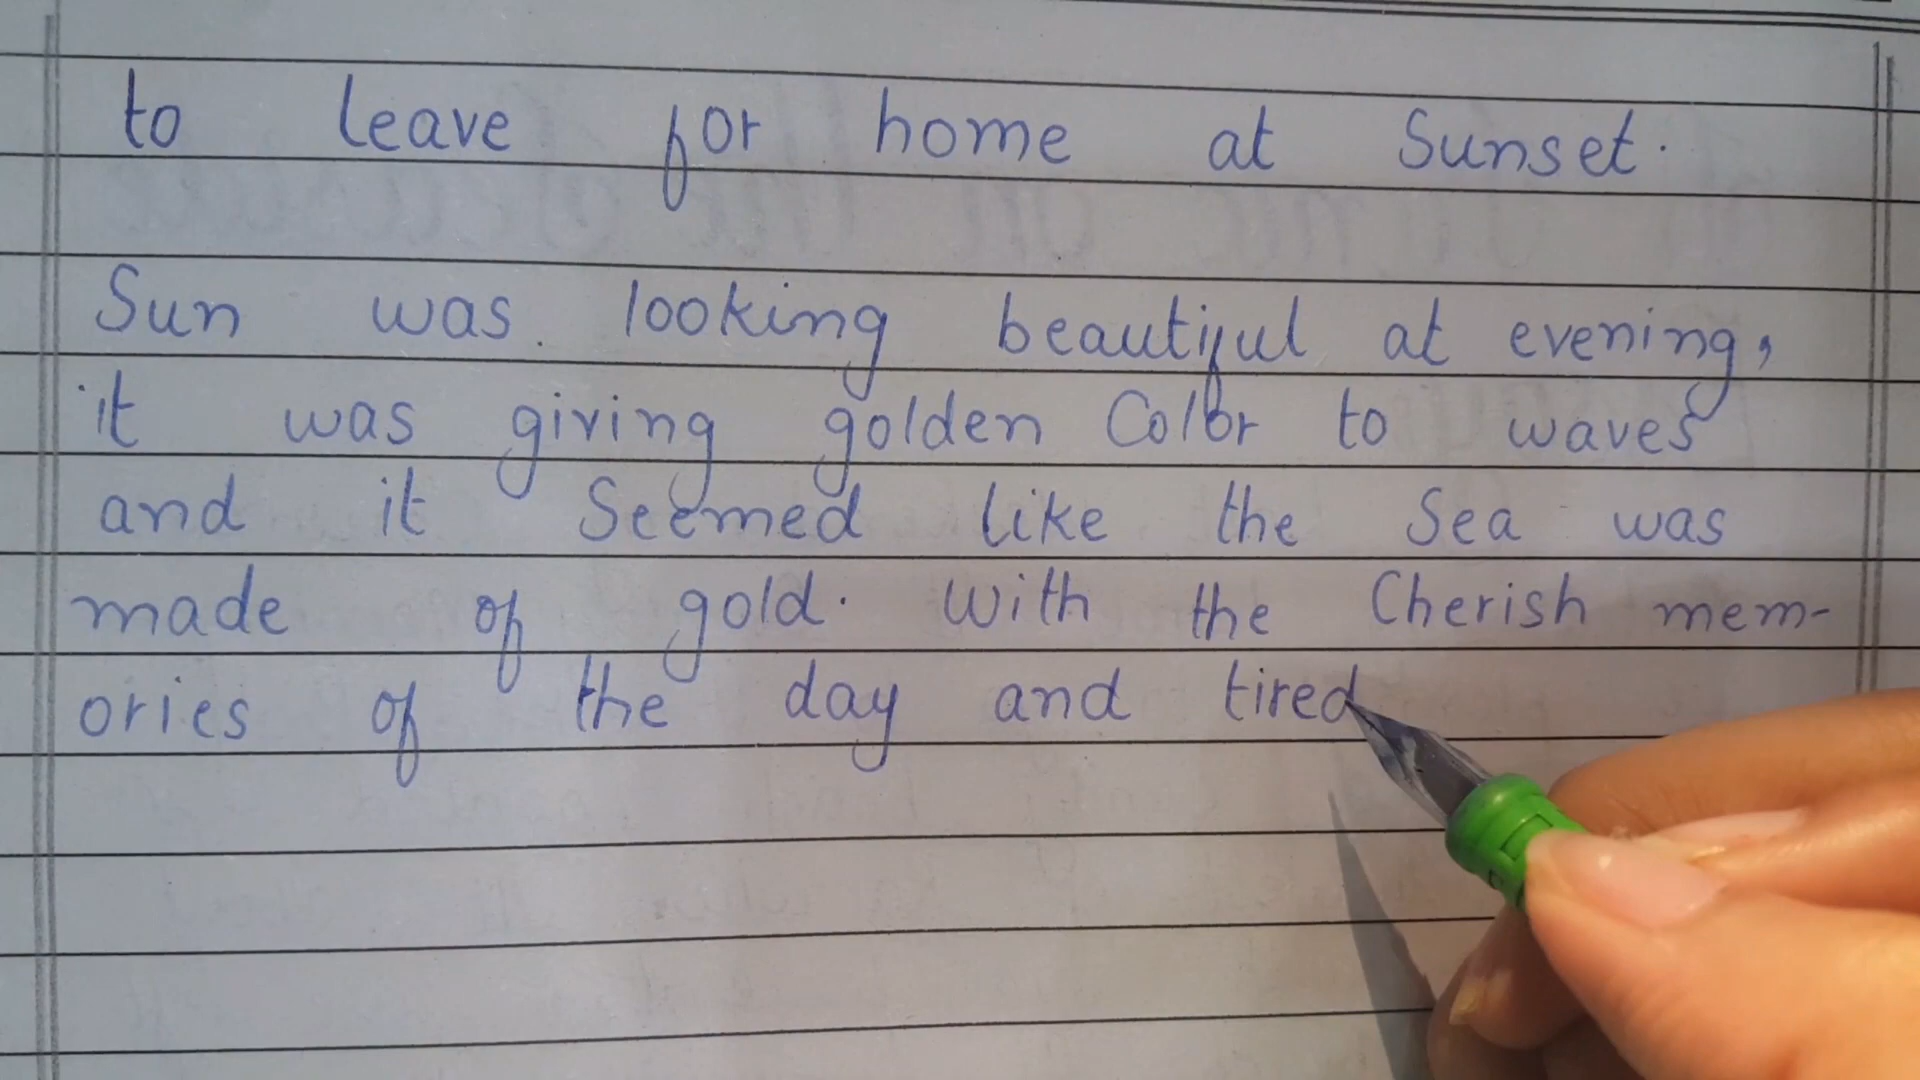 to leave for home at Sunset.
Sun was looking beautiful at evening,
it was giving golden Color to waves
and it Seemed like the Sea was
made of gold. With the Cherish mem-
ories of the day and tired